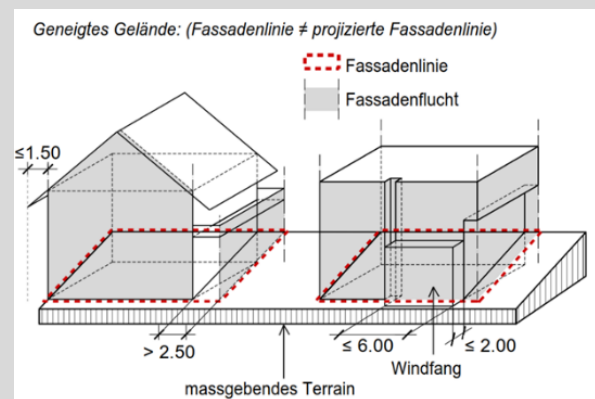 Geneigtes Gelände: (Fassadenlinie ≠ projizierte Fassadenlinie)
Fassadenlinie
Fassadenflucht
≤1.50
> 2.50
≤ 6.00
≤ 2.00
Windfang
massgebendes Terrain